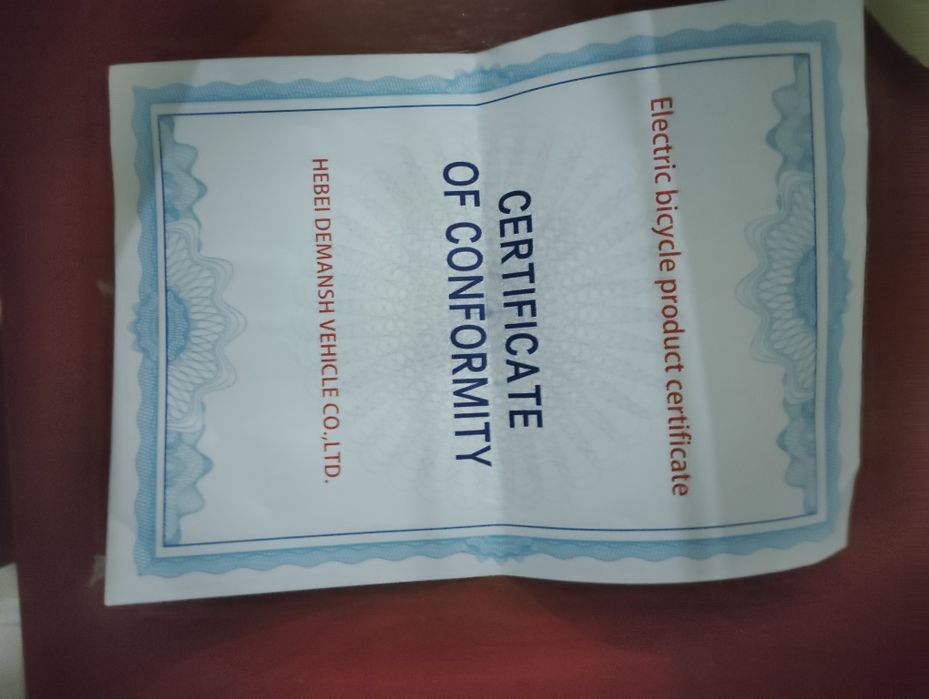 Electric bicycle product certificate
CERTIFICATE
OF CONFORMITY
HEBEI DEMANSH VEHICLE CO.,LTD.